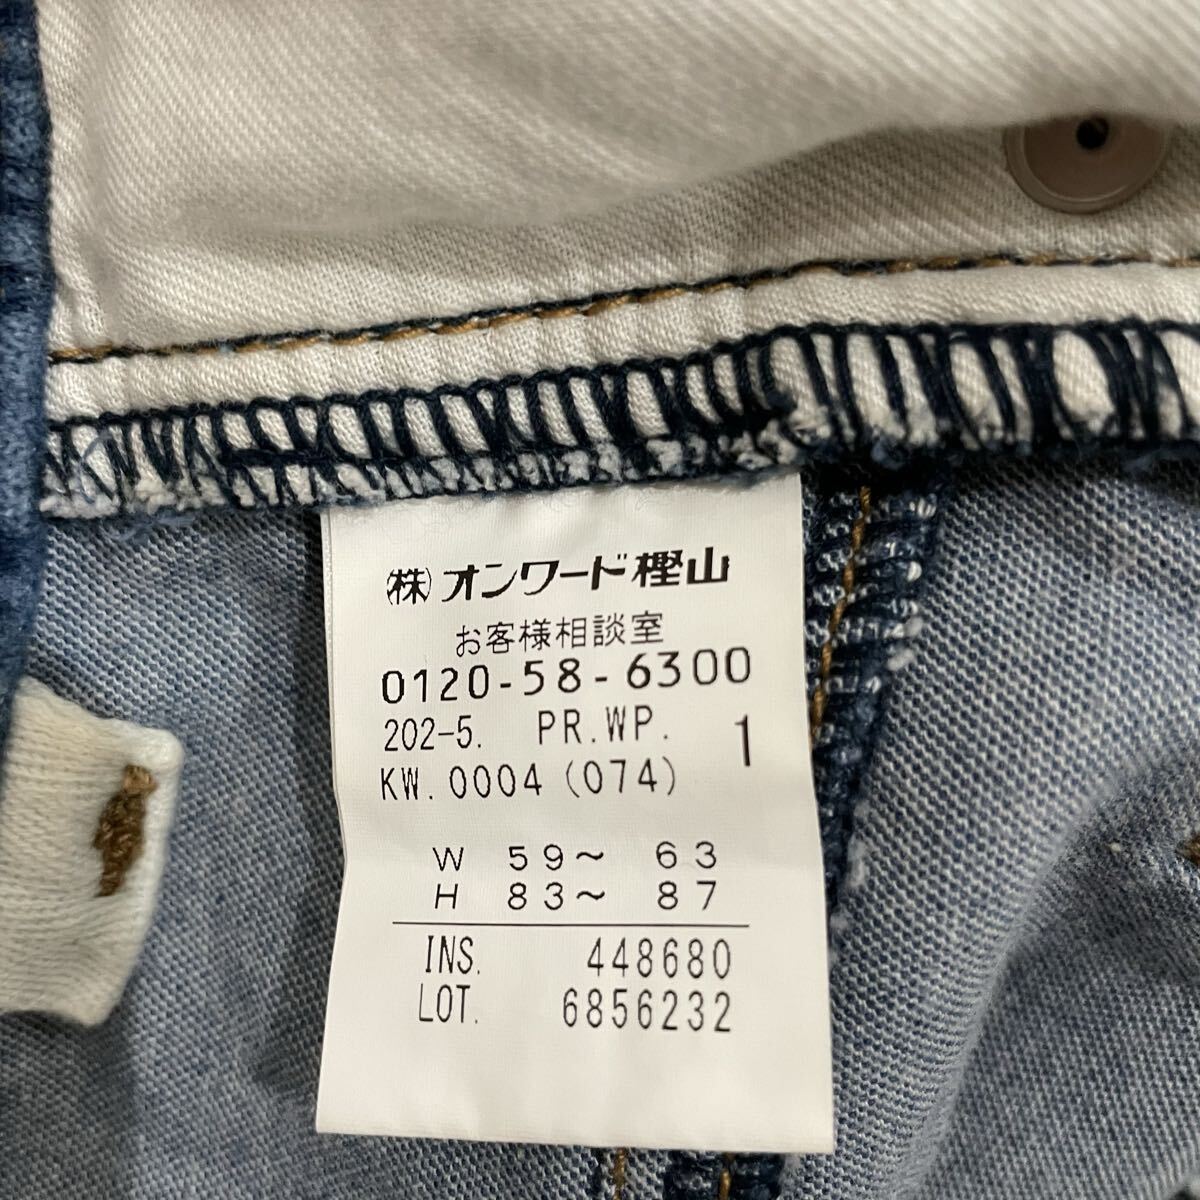 (株)オンワード樫山
お客様相談室
0120-58-6300
202-5. PR.WP. 1
KW.0004(074)
W 59〜 63
H 83〜 87
INS. 448680
LOT. 6856232